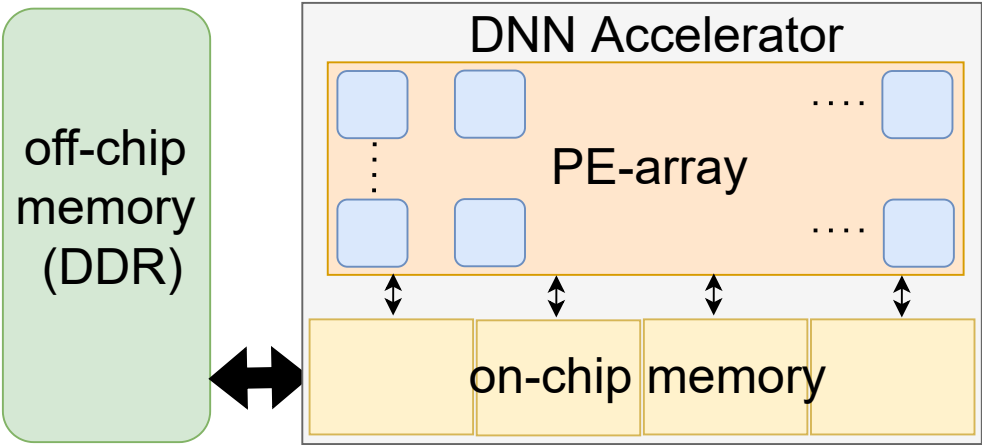 off-chip
memory
(DDR)
DNN Accelerator
....
PE-array
.....
....
on-chip memory